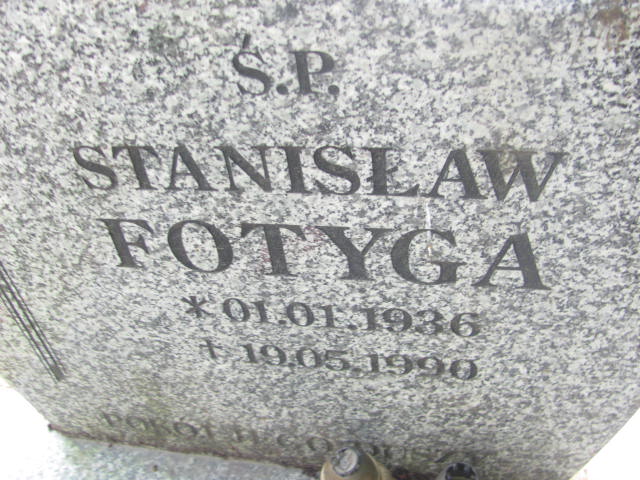 Ś.P.
STANISŁAW
FOTYGA
* 01.01.1936
† 19.05.1990